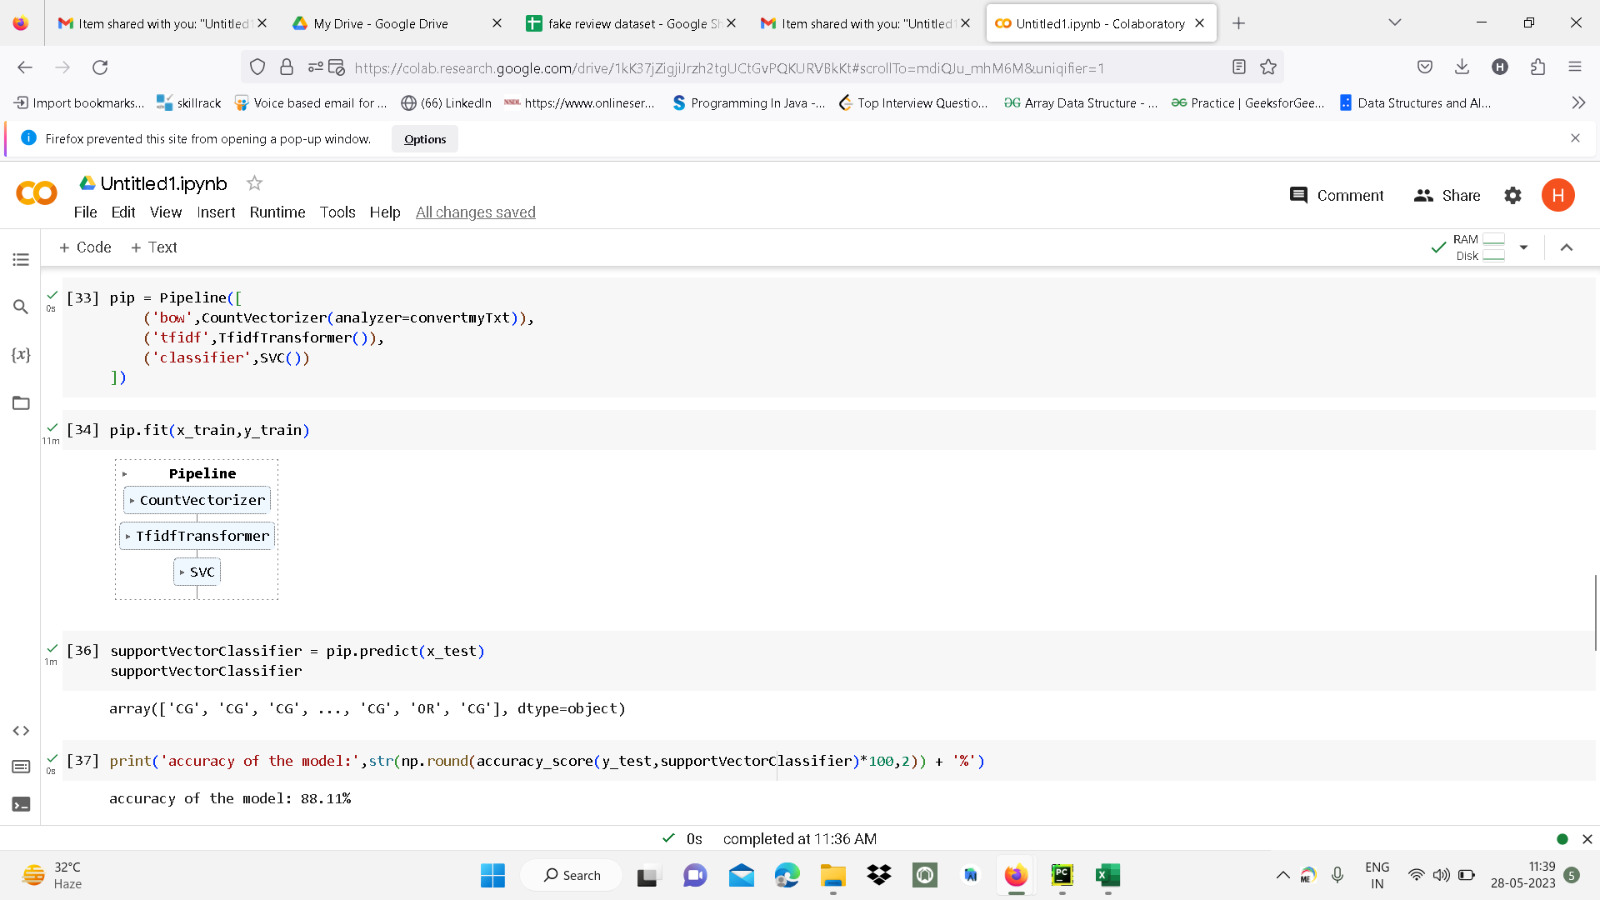 Item shared with you: "Untitled1
My Drive - Google Drive
fake review dataset - Google Sh
Item shared with you: "Untitled1
Untitled1.ipynb - Colaboratory
https://colab.research.google.com/drive/1kK37jZigjiJrzh2tgUCtGvPQKURVBkKt#scrollTo=mdiQJu_mhM6M&uniqifier=1
H
Import bookmarks...
skillrack
Voice based email for ...
(66) LinkedIn
NSDL https://www.onlineser...
Programming In Java -...
Top Interview Questio...
Array Data Structure - ...
Practice | GeeksforGee...
Data Structures and Al...
Firefox prevented this site from opening a pop-up window.
Options
Untitled1.ipynb
Comment
Share
H
File Edit View Insert Runtime Tools Help All changes saved
+ Code + Text
RAM
Disk
{x}
[33] pip = Pipeline([
0s
('bow',CountVectorizer(analyzer=convertmyTxt)),
('tfidf',TfidfTransformer()),
('classifier',SVC())
])
[34] pip.fit(x_train,y_train)
11m
Pipeline
CountVectorizer
TfidfTransformer
SVC
[36] supportVectorClassifier = pip.predict(x_test)
1m
supportVectorClassifier
array(['CG', 'CG', 'CG', ..., 'CG', 'OR', 'CG'], dtype=object)
[37] print('accuracy of the model:',str(np.round(accuracy_score(y_test,supportVectorClassifier)*100,2)) + '%')
0s
accuracy of the model: 88.11%
0s completed at 11:36 AM
32°C
Haze
Search
PC
ENG
IN
11:39
28-05-2023
5